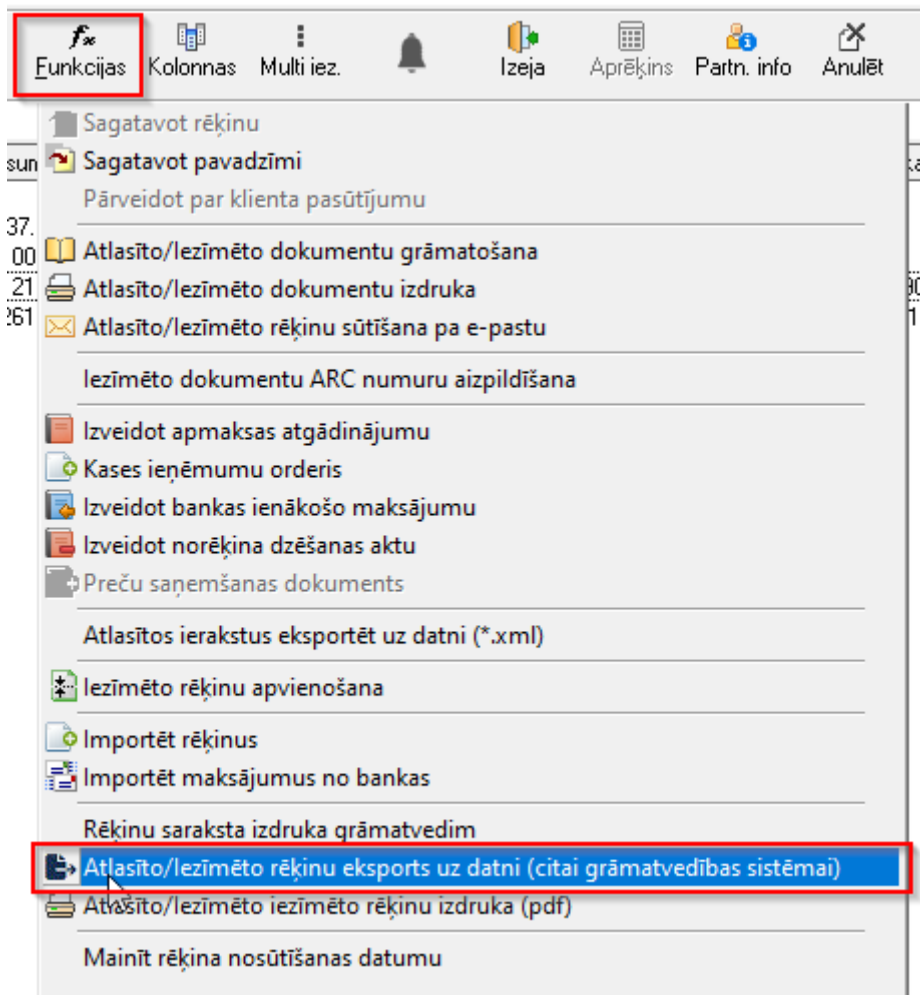 Funkcijas Kolonnas Multi iez. Izeja Aprēķins Partn. info Anulēt
Sagatavot rēķinu
Sagatavot pavadzīmi
Pārveidot par klienta pasūtījumu
37.
00
Atlasīto/Iezīmēto dokumentu grāmatošana
21
Atlasīto/Iezīmēto dokumentu izdruka
261
Atlasīto/Iezīmēto rēķinu sūtīšana pa e-pastu
Iezīmēto dokumentu ARC numuru aizpildīšana
Izveidot apmaksas atgādinājumu
Kases ieņēmumu orderis
Izveidot bankas ienākošo maksājumu
Izveidot norēķina dzēšanas aktu
Preču saņemšanas dokuments
Atlasītos ierakstus eksportēt uz datni (*.xml)
Iezīmēto rēķinu apvienošana
Importēt rēķinus
Importēt maksājumus no bankas
Rēķinu saraksta izdruka grāmatvedim
Atlasīto/Iezīmēto rēķinu eksports uz datni (citai grāmatvedības sistēmai)
Atlasīto/Iezīmēto iezīmēto rēķinu izdruka (pdf)
Mainīt rēķina nosūtīšanas datumu